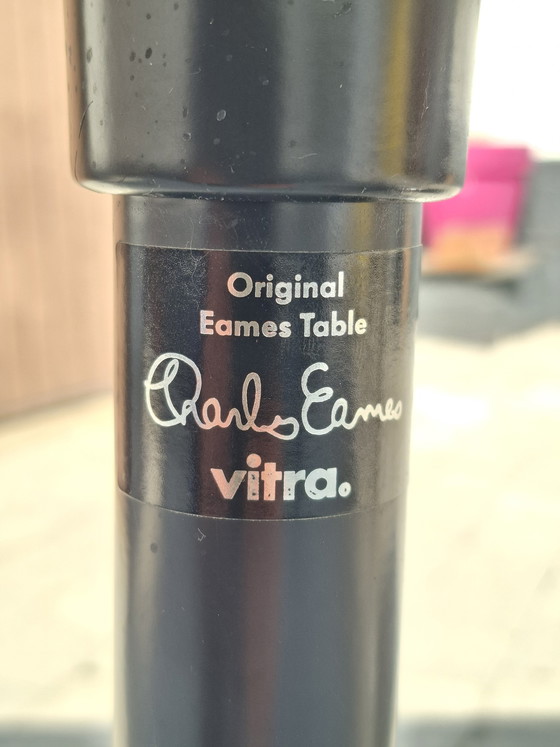 Original
Eames Table
Charles Eames
vitra.